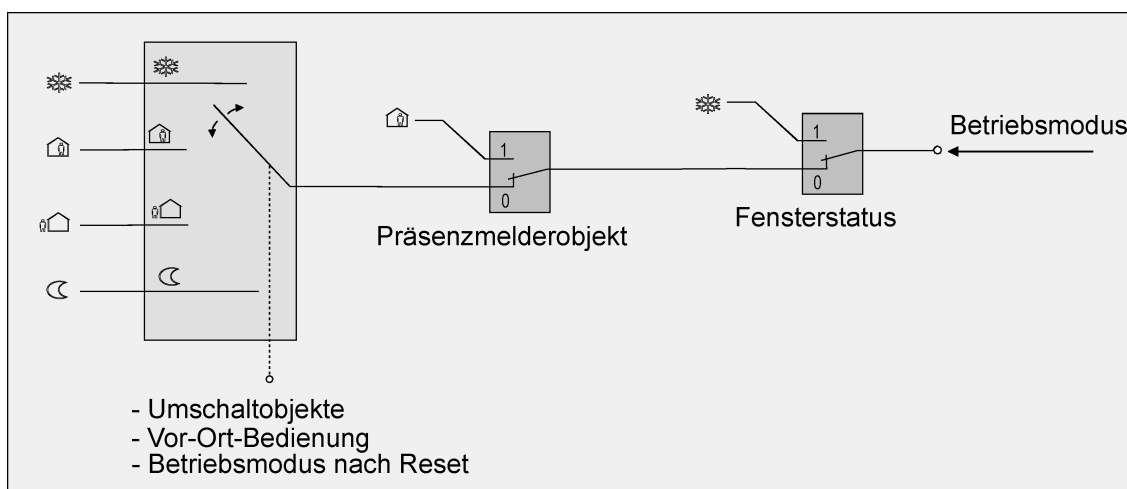 1
0
Präsenzmelderobjekt
1
0
Fensterstatus
Betriebsmodus
- Umschaltobjekte
- Vor-Ort-Bedienung
- Betriebsmodus nach Reset